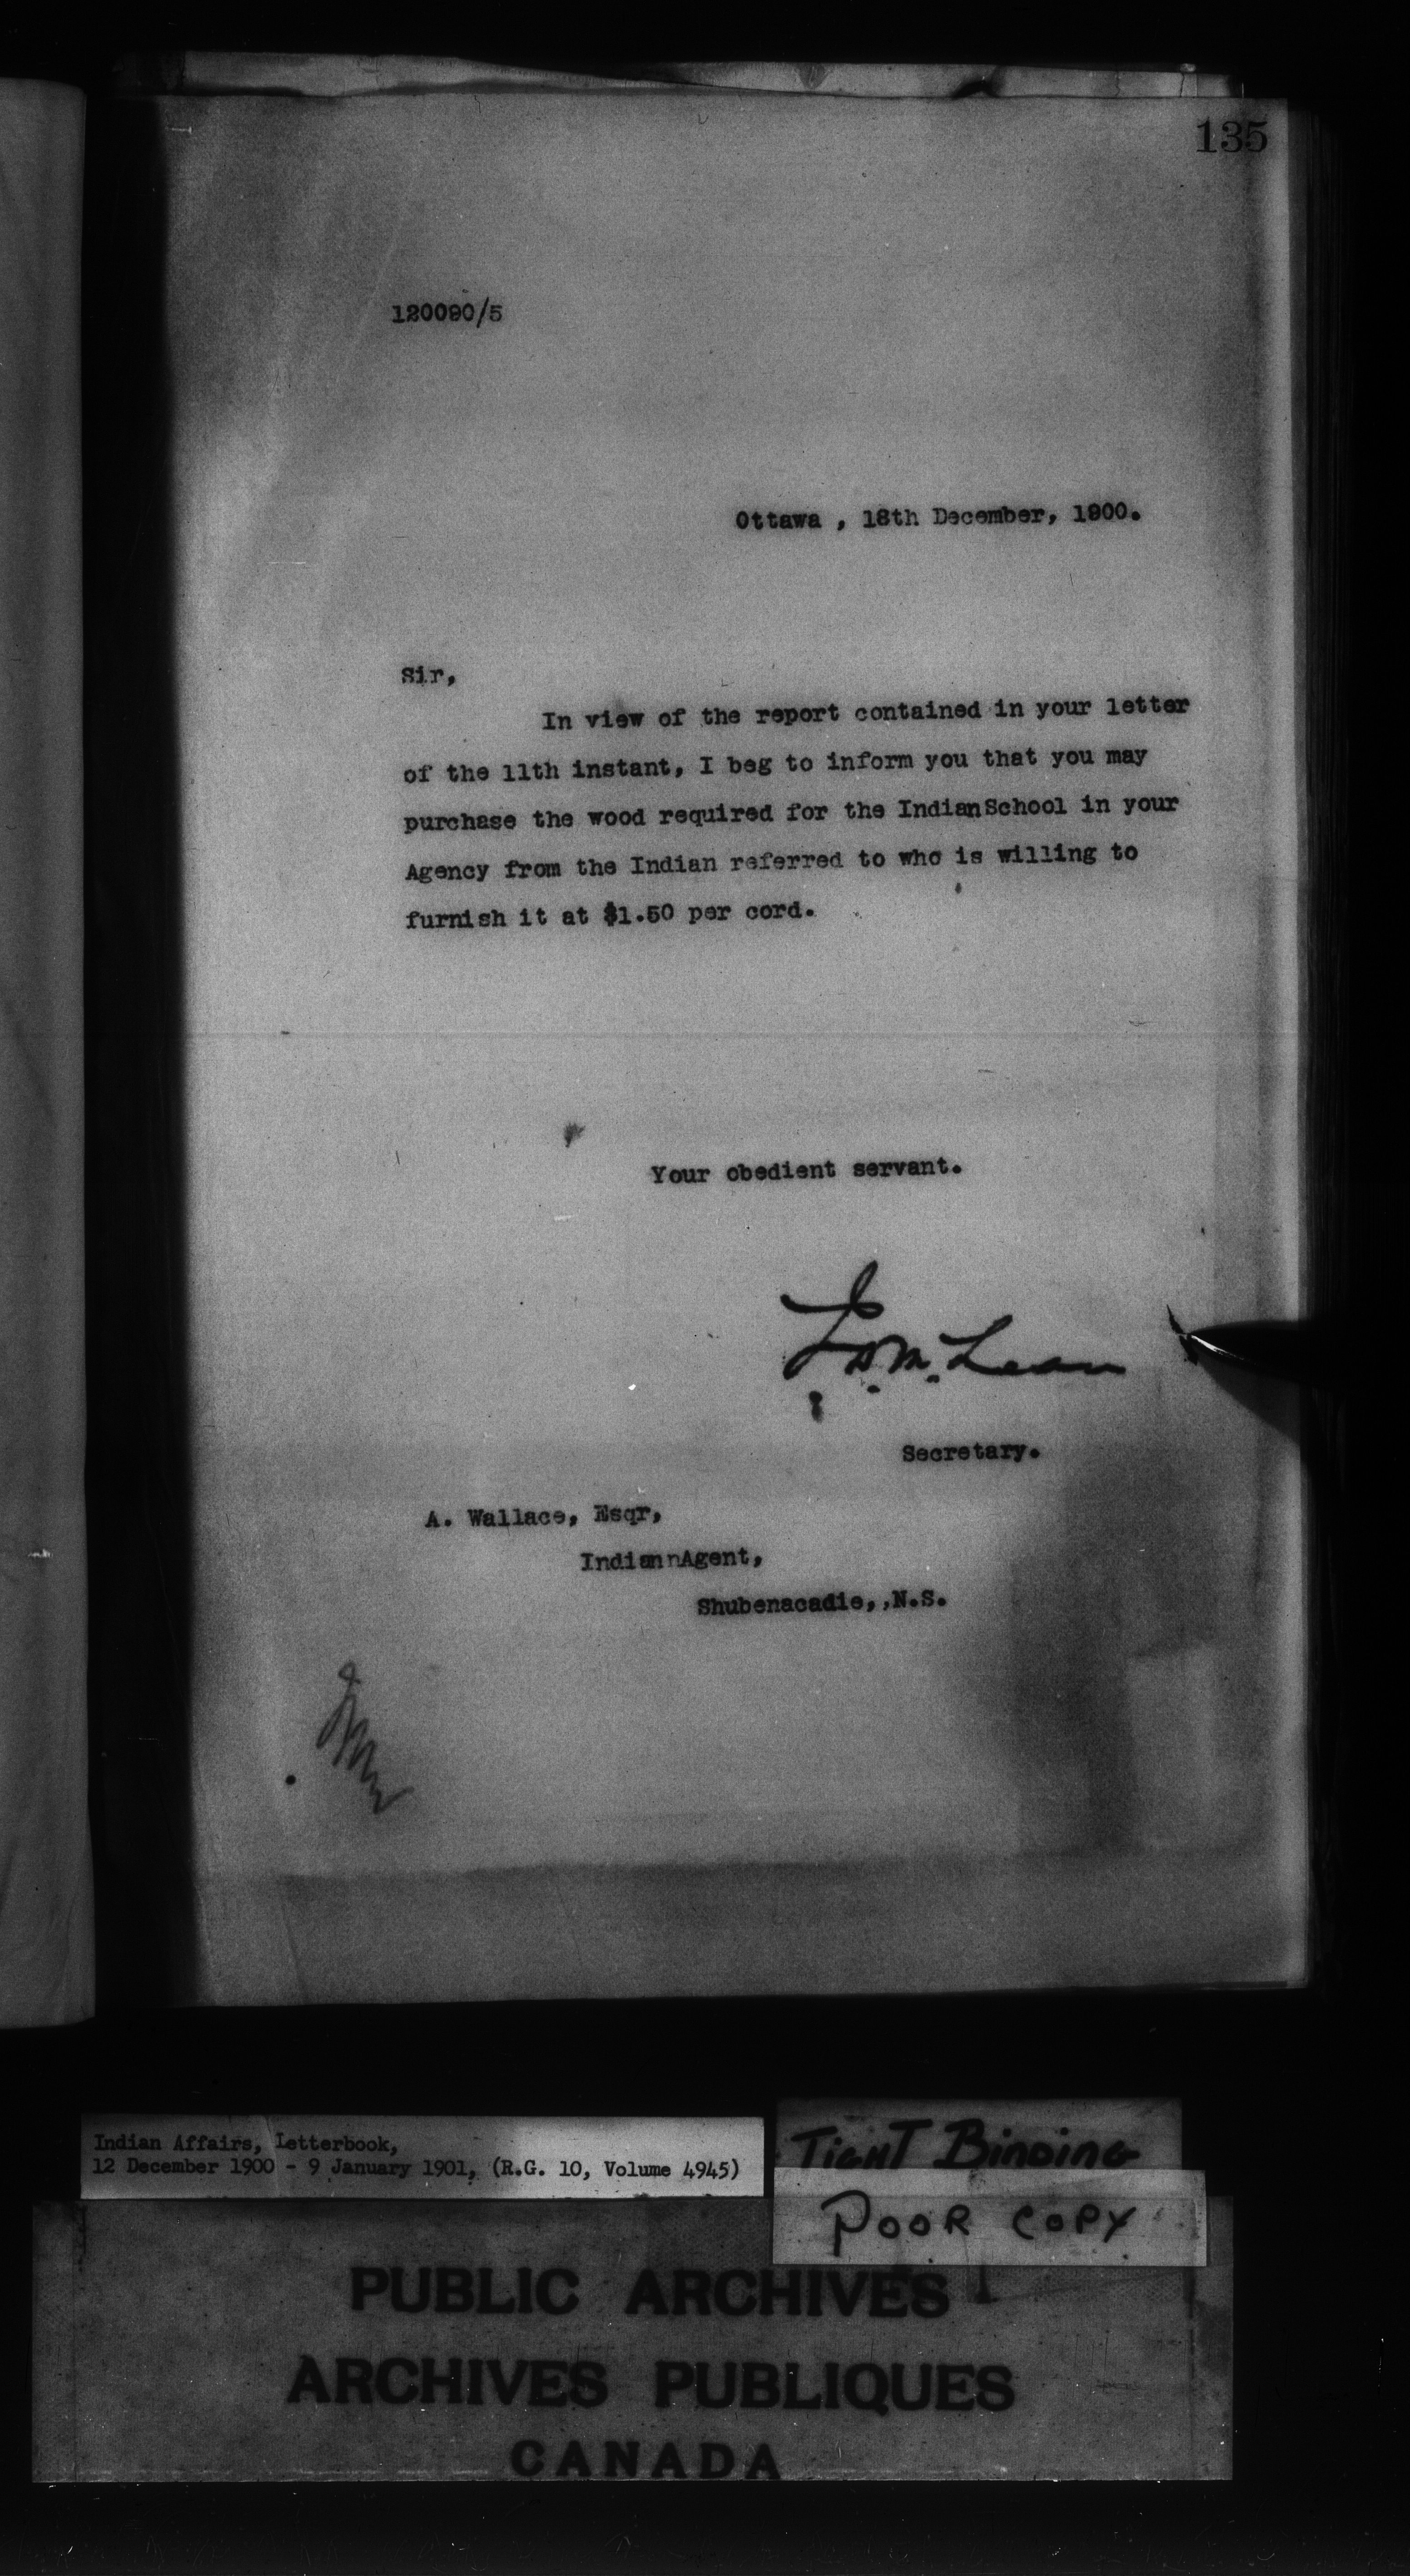 135
120090/5
Ottawa , 18th December, 1900.
Sir,
In view of the report contained in your letter
of the 11th instant, I beg to inform you that you may
purchase the wood required for the IndianSchool in your
Agency from the Indian referred to who is willing to
furnish it at $1.50 per cord.
Your obedient servant.
J.D.McLean
Secretary.
A. Wallace, Esqr,
IndiannAgent,
Shubenacadie,,N.S.
Indian Affairs, Letterbook,
12 December 1900 - 9 January 1901, (R.G. 10, Volume 4945)
TIGHT BINDING
POOR COPY
PUBLIC ARCHIVES
ARCHIVES PUBLIQUES
CANADA